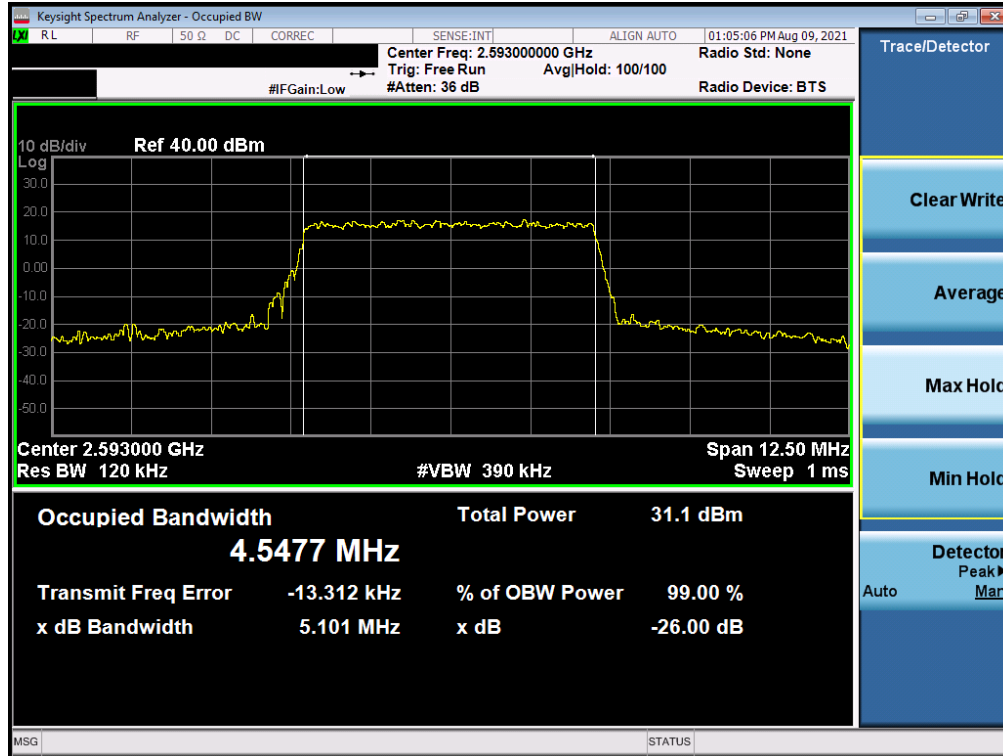 Keysight Spectrum Analyzer - Occupied BW
LXI RL RF 50 Ω DC CORREC SENSE:INT ALIGN AUTO 01:05:06 PM Aug 09, 2021
Center Freq: 2.593000000 GHz Radio Std: None
Trig: Free Run Avg|Hold: 100/100
#IFGain:Low #Atten: 36 dB Radio Device: BTS
Trace/Detector
10 dB/div Ref 40.00 dBm
Log
30.0
20.0
10.0
0.00
-10.0
-20.0
-30.0
-40.0
-50.0
Center 2.593000 GHz Span 12.50 MHz
Res BW 120 kHz #VBW 390 kHz Sweep 1 ms
Occupied Bandwidth Total Power 31.1 dBm
4.5477 MHz
Transmit Freq Error -13.312 kHz % of OBW Power 99.00 %
x dB Bandwidth 5.101 MHz x dB -26.00 dB
Clear Write
Average
Max Hold
Min Hold
Detector
Peak
Auto Man
MSG STATUS